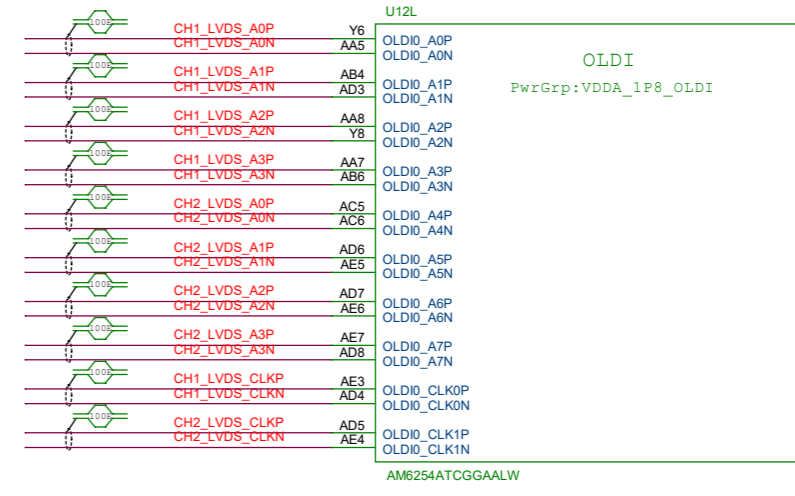 U12L
100E CH1_LVDS_A0P Y6 OLDI0_A0P
CH1_LVDS_A0N AA5 OLDI0_A0N
OLDI
PwrGrp:VDDA_1P8_OLDI
100E CH1_LVDS_A1P AB4 OLDI0_A1P
CH1_LVDS_A1N AD3 OLDI0_A1N
100E CH1_LVDS_A2P AA8 OLDI0_A2P
CH1_LVDS_A2N Y8 OLDI0_A2N
100E CH1_LVDS_A3P AA7 OLDI0_A3P
CH1_LVDS_A3N AB6 OLDI0_A3N
100E CH2_LVDS_A0P AC5 OLDI0_A4P
CH2_LVDS_A0N AC6 OLDI0_A4N
100E CH2_LVDS_A1P AD6 OLDI0_A5P
CH2_LVDS_A1N AE5 OLDI0_A5N
100E CH2_LVDS_A2P AD7 OLDI0_A6P
CH2_LVDS_A2N AE6 OLDI0_A6N
100E CH2_LVDS_A3P AE7 OLDI0_A7P
CH2_LVDS_A3N AD8 OLDI0_A7N
100E CH1_LVDS_CLKP AE3 OLDI0_CLK0P
CH1_LVDS_CLKN AD4 OLDI0_CLK0N
100E CH2_LVDS_CLKP AD5 OLDI0_CLK1P
CH2_LVDS_CLKN AE4 OLDI0_CLK1N
AM6254ATCGGAALW